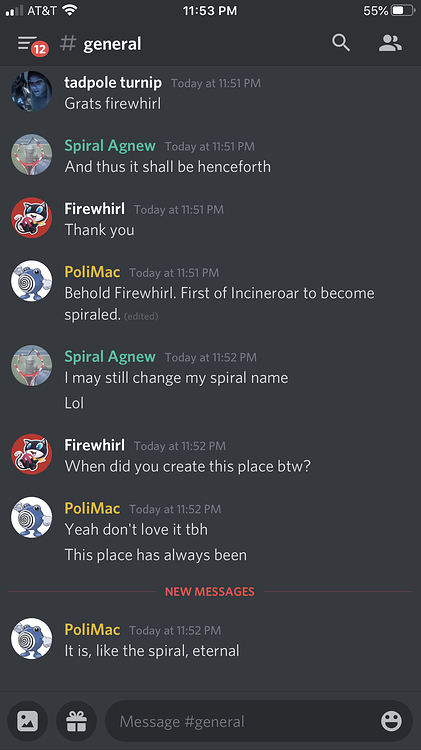 AT&T
11:53 PM
55%
12
# general
tadpole turnip Today at 11:51 PM
Grats firewhirl
Spiral Agnew Today at 11:51 PM
And thus it shall be henceforth
Firewhirl Today at 11:51 PM
Thank you
PoliMac Today at 11:51 PM
Behold Firewhirl. First of Incineroar to become
spiraled. (edited)
Spiral Agnew Today at 11:52 PM
I may still change my spiral name
Lol
Firewhirl Today at 11:52 PM
When did you create this place btw?
PoliMac Today at 11:52 PM
Yeah don't love it tbh
This place has always been
NEW MESSAGES
PoliMac Today at 11:52 PM
It is, like the spiral, eternal
Message #general